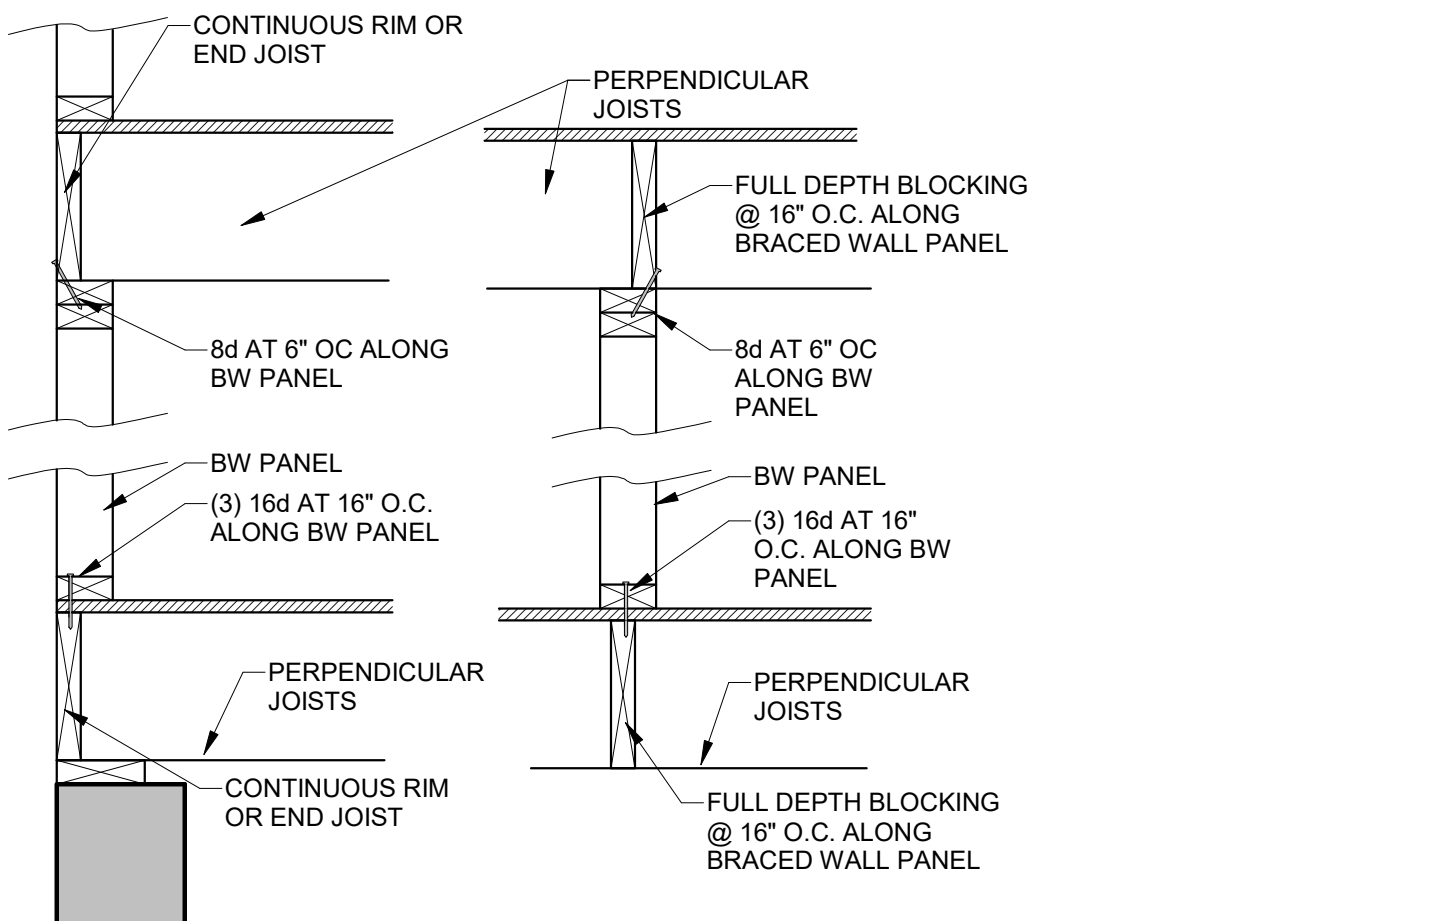 CONTINUOUS RIM OR
END JOIST
PERPENDICULAR
JOISTS
FULL DEPTH BLOCKING
@ 16" O.C. ALONG
BRACED WALL PANEL
8d AT 6" OC ALONG
BW PANEL
8d AT 6" OC
ALONG BW
PANEL
BW PANEL
(3) 16d AT 16" O.C.
ALONG BW PANEL
BW PANEL
(3) 16d AT 16"
O.C. ALONG BW
PANEL
PERPENDICULAR
JOISTS
PERPENDICULAR
JOISTS
CONTINUOUS RIM
OR END JOIST
FULL DEPTH BLOCKING
@ 16" O.C. ALONG
BRACED WALL PANEL